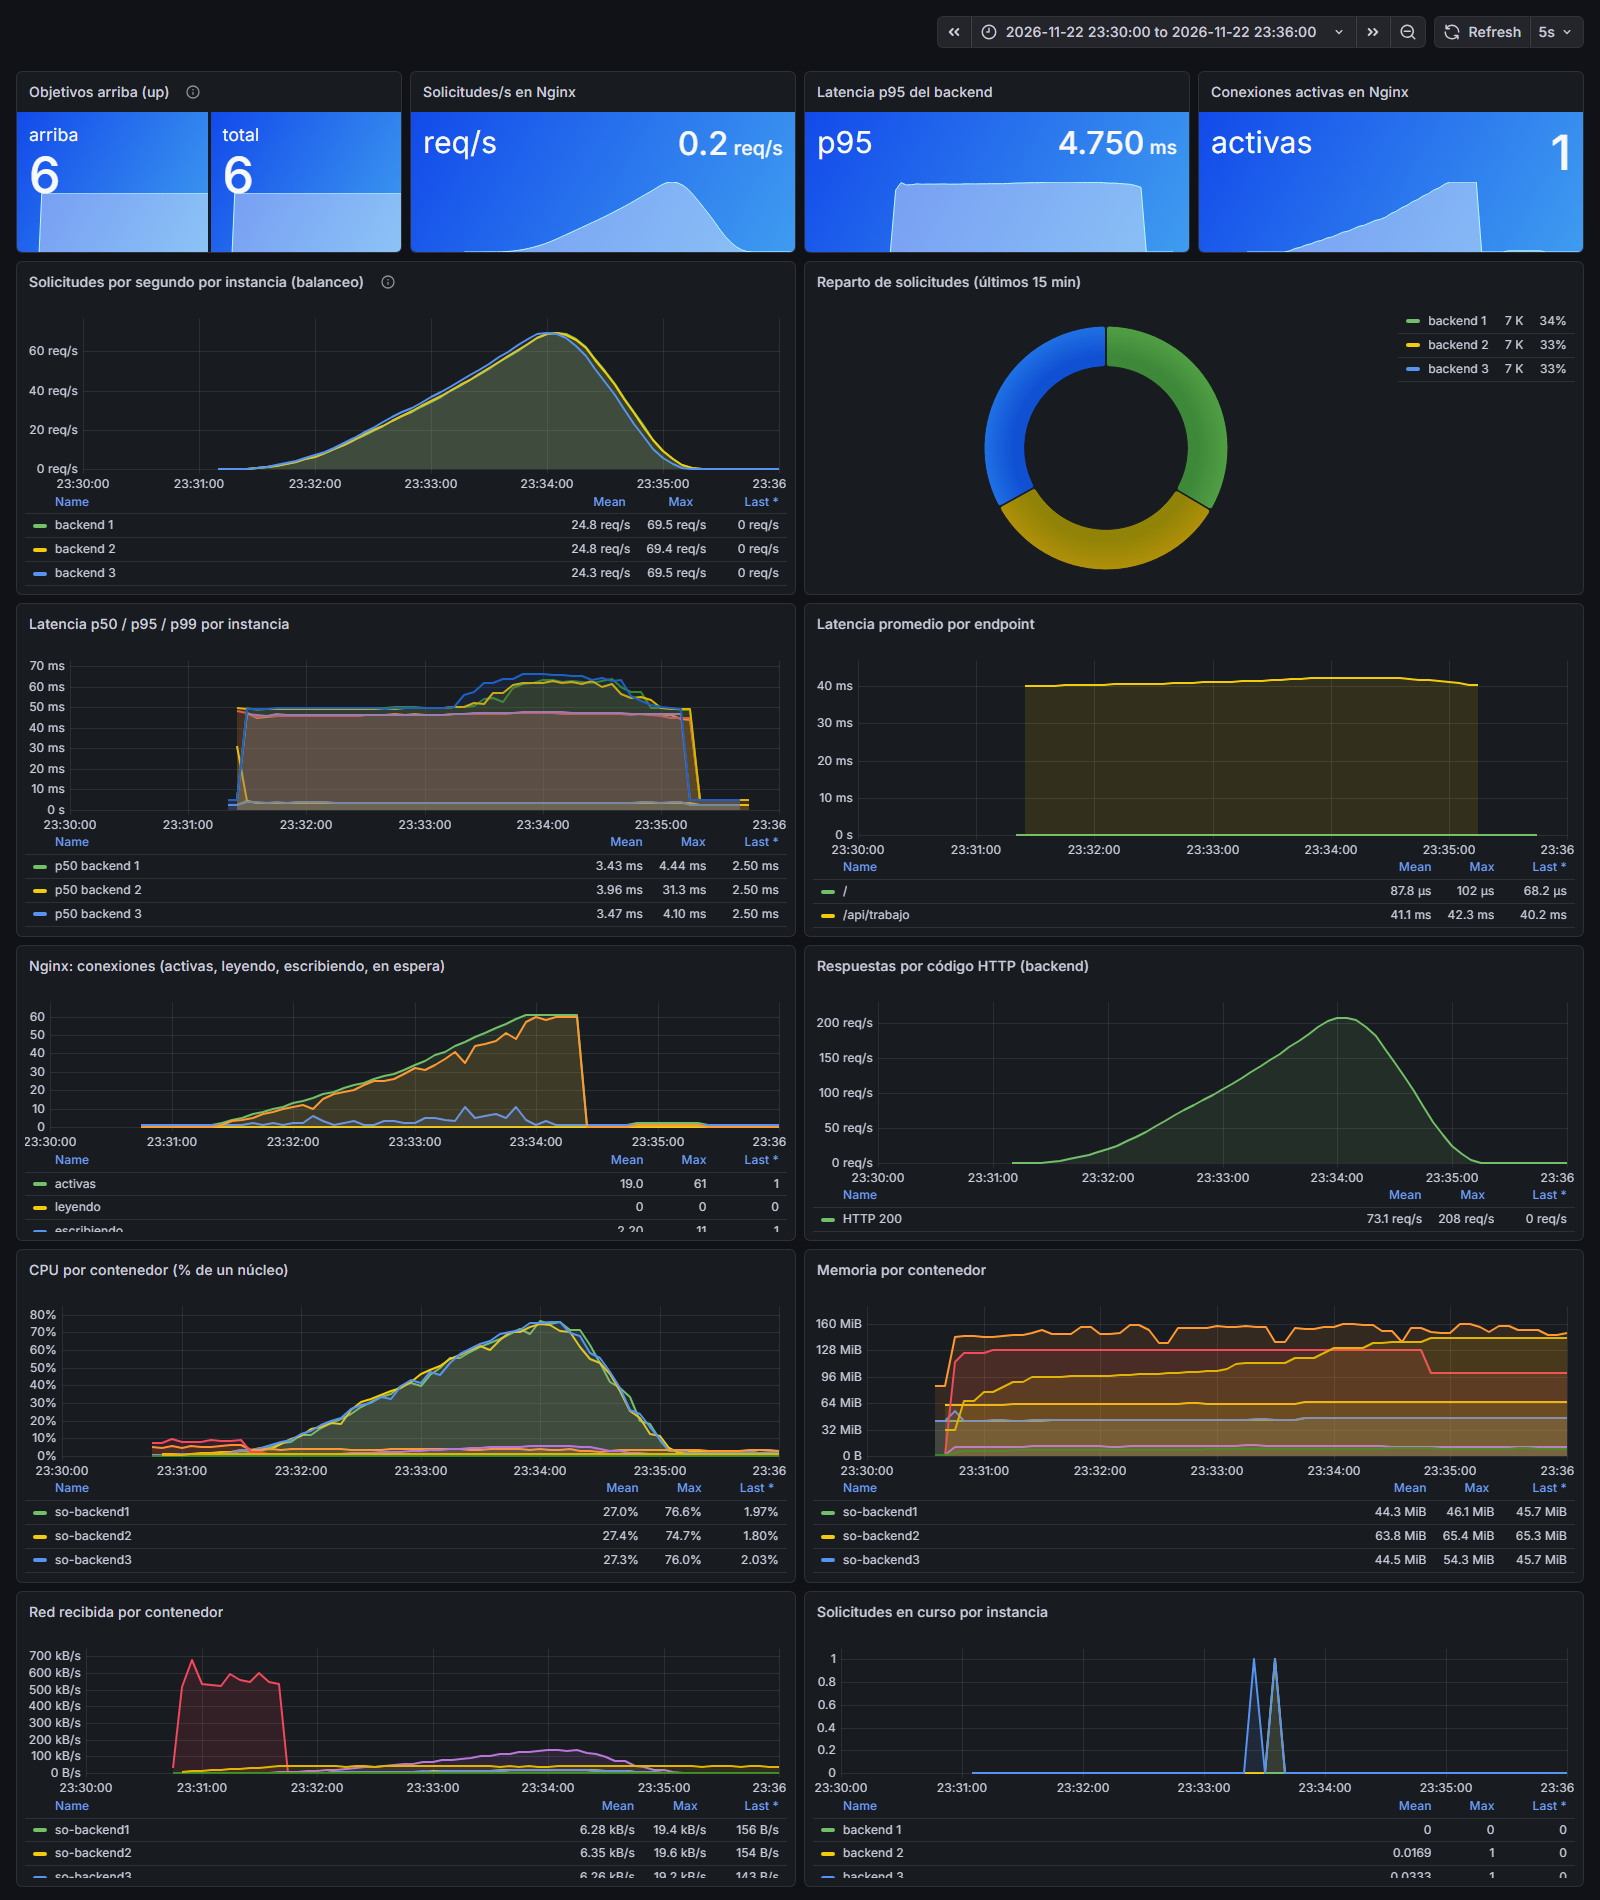 2026-11-22 23:30:00 to 2026-11-22 23:36:00
Refresh 5s
Objetivos arriba (up)
arriba
6
total
6
Solicitudes/s en Nginx
req/s 0.2 req/s
Latencia p95 del backend
p95 4.750 ms
Conexiones activas en Nginx
activas 1
Solicitudes por segundo por instancia (balanceo)
60 req/s
40 req/s
20 req/s
0 req/s
23:30:00 23:31:00 23:32:00 23:33:00 23:34:00 23:35:00 23:36
Name Mean Max Last *
backend 1 24.8 req/s 69.5 req/s 0 req/s
backend 2 24.8 req/s 69.4 req/s 0 req/s
backend 3 24.3 req/s 69.5 req/s 0 req/s
Reparto de solicitudes (últimos 15 min)
backend 1 7 K 34%
backend 2 7 K 33%
backend 3 7 K 33%
Latencia p50 / p95 / p99 por instancia
70 ms
60 ms
50 ms
40 ms
30 ms
20 ms
10 ms
0 s
23:30:00 23:31:00 23:32:00 23:33:00 23:34:00 23:35:00 23:36
Name Mean Max Last *
p50 backend 1 3.43 ms 4.44 ms 2.50 ms
p50 backend 2 3.96 ms 31.3 ms 2.50 ms
p50 backend 3 3.47 ms 4.10 ms 2.50 ms
Latencia promedio por endpoint
40 ms
30 ms
20 ms
10 ms
0 s
23:30:00 23:31:00 23:32:00 23:33:00 23:34:00 23:35:00 23:36
Name Mean Max Last *
/ 87.8 µs 102 µs 68.2 µs
/api/trabajo 41.1 ms 42.3 ms 40.2 ms
Nginx: conexiones (activas, leyendo, escribiendo, en espera)
60
50
40
30
20
10
0
23:30:00 23:31:00 23:32:00 23:33:00 23:34:00 23:35:00 23:36
Name Mean Max Last *
activas 19.0 61 1
leyendo 0 0 0
escribiendo 2.20 11 1
Respuestas por código HTTP (backend)
200 req/s
150 req/s
100 req/s
50 req/s
0 req/s
23:30:00 23:31:00 23:32:00 23:33:00 23:34:00 23:35:00 23:36
Name Mean Max Last *
HTTP 200 73.1 req/s 208 req/s 0 req/s
CPU por contenedor (% de un núcleo)
80%
70%
60%
50%
40%
30%
20%
10%
0%
23:30:00 23:31:00 23:32:00 23:33:00 23:34:00 23:35:00 23:36
Name Mean Max Last *
so-backend1 27.0% 76.6% 1.97%
so-backend2 27.4% 74.7% 1.80%
so-backend3 27.3% 76.0% 2.03%
Memoria por contenedor
160 MiB
128 MiB
96 MiB
64 MiB
32 MiB
0 B
23:30:00 23:31:00 23:32:00 23:33:00 23:34:00 23:35:00 23:36
Name Mean Max Last *
so-backend1 44.3 MiB 46.1 MiB 45.7 MiB
so-backend2 63.8 MiB 65.4 MiB 65.3 MiB
so-backend3 44.5 MiB 54.3 MiB 45.7 MiB
Red recibida por contenedor
700 kB/s
600 kB/s
500 kB/s
400 kB/s
300 kB/s
200 kB/s
100 kB/s
0 B/s
23:30:00 23:31:00 23:32:00 23:33:00 23:34:00 23:35:00 23:36
Name Mean Max Last *
so-backend1 6.28 kB/s 19.4 kB/s 156 B/s
so-backend2 6.35 kB/s 19.6 kB/s 154 B/s
so-backend3 6.26 kB/s 19.2 kB/s 143 B/s
Solicitudes en curso por instancia
1
0.8
0.6
0.4
0.2
0
23:30:00 23:31:00 23:32:00 23:33:00 23:34:00 23:35:00 23:36
Name Mean Max Last *
backend 1 0 0 0
backend 2 0.0169 1 0
backend 3 0.0333 1 0